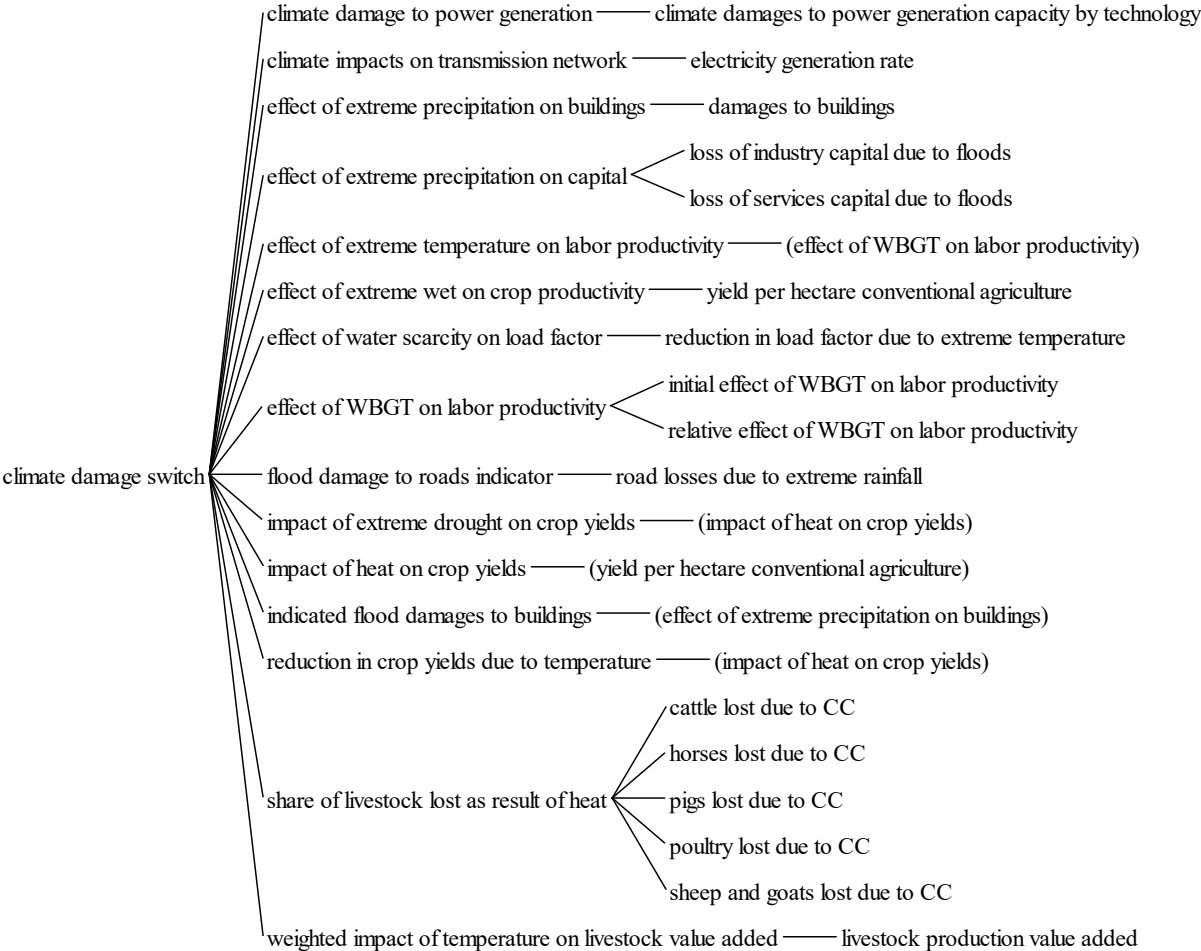 climate damage to power generation climate damages to power generation capacity by technology
climate impacts on transmission network electricity generation rate
effect of extreme precipitation on buildings damages to buildings
loss of industry capital due to floods
effect of extreme precipitation on capital
loss of services capital due to floods
effect of extreme temperature on labor productivity (effect of WBGT on labor productivity)
effect of extreme wet on crop productivity yield per hectare conventional agriculture
effect of water scarcity on load factor reduction in load factor due to extreme temperature
initial effect of WBGT on labor productivity
effect of WBGT on labor productivity
relative effect of WBGT on labor productivity
climate damage switch flood damage to roads indicator road losses due to extreme rainfall
impact of extreme drought on crop yields (impact of heat on crop yields)
impact of heat on crop yields (yield per hectare conventional agriculture)
indicated flood damages to buildings (effect of extreme precipitation on buildings)
reduction in crop yields due to temperature (impact of heat on crop yields)
cattle lost due to CC
horses lost due to CC
share of livestock lost as result of heat pigs lost due to CC
poultry lost due to CC
sheep and goats lost due to CC
weighted impact of temperature on livestock value added livestock production value added